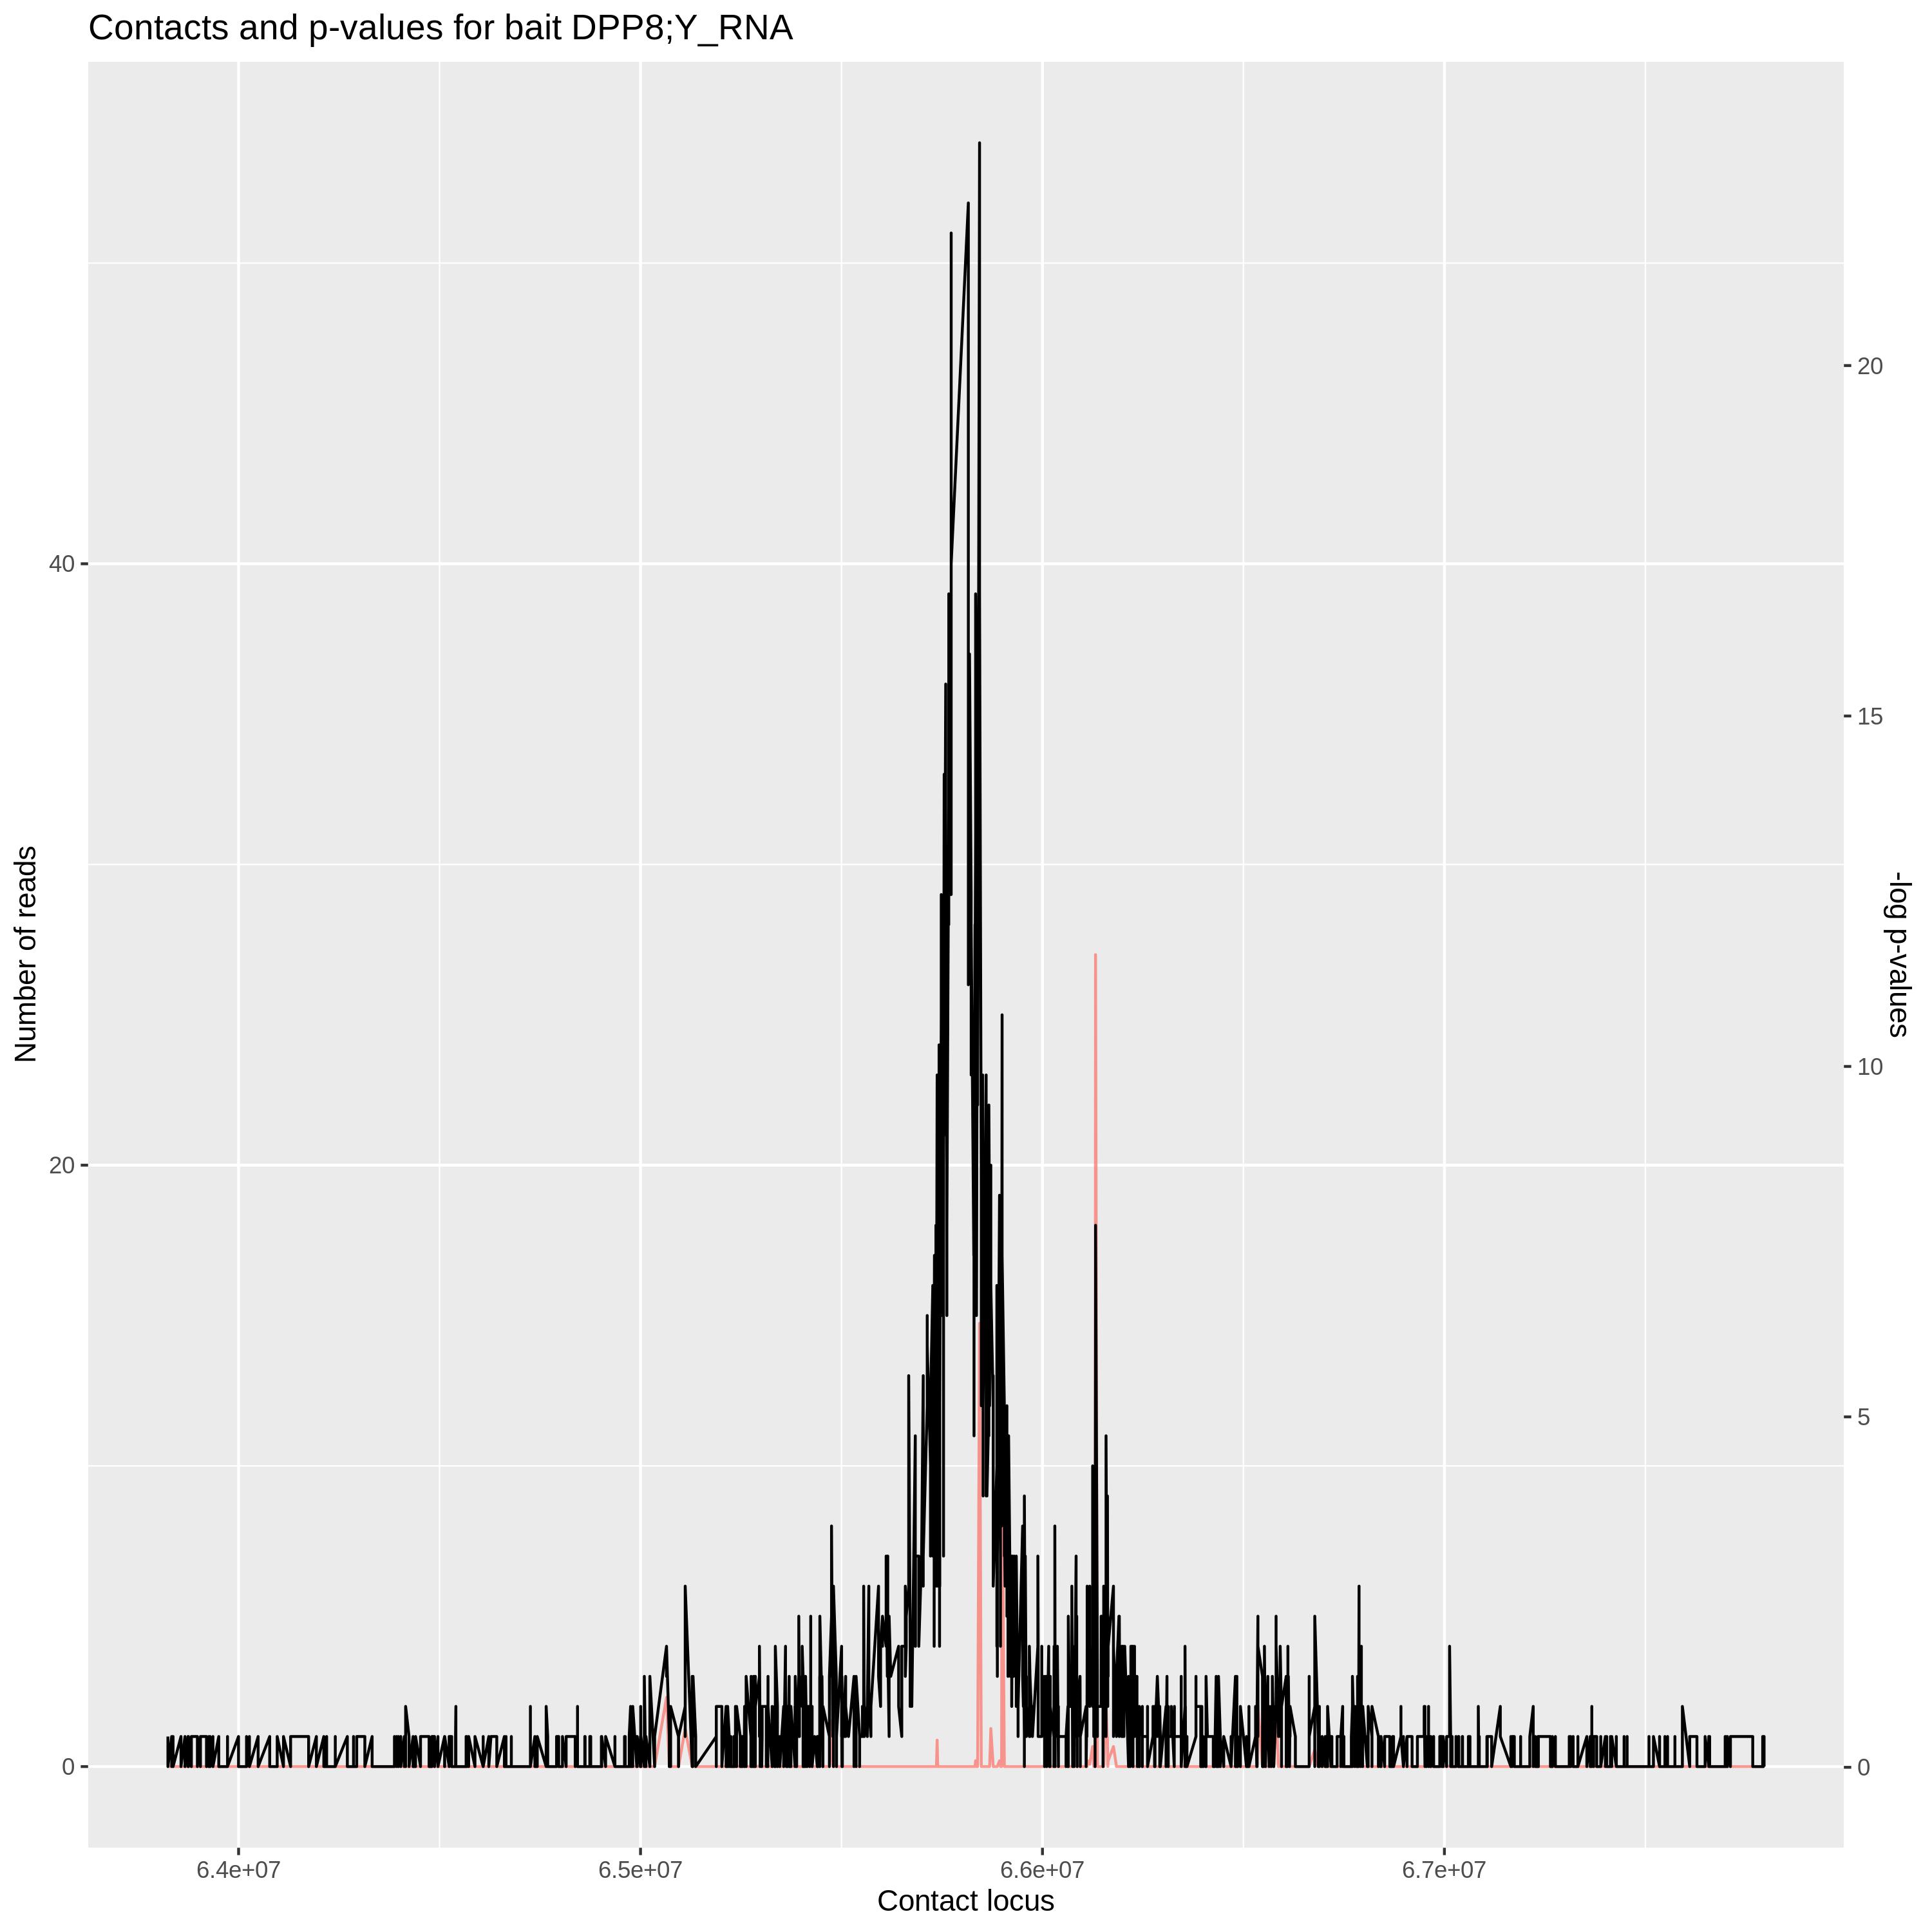 Contacts and p-values for bait DPP8;Y_RNA
Number of reads
40
20
0
20
15
10
5
0
-log p-values
6.4e+07 6.5e+07 6.6e+07 6.7e+07
Contact locus